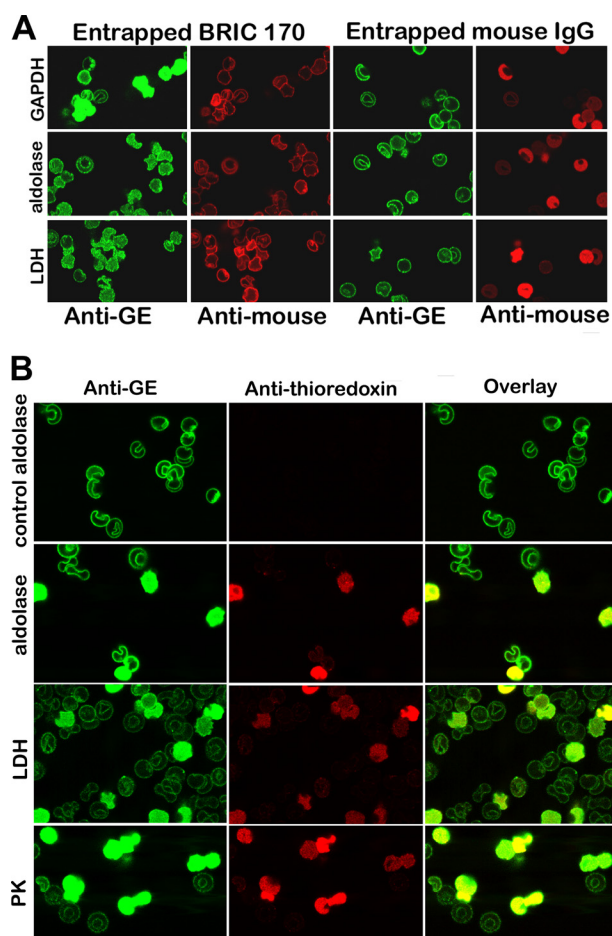 A
Entrapped BRIC 170 Entrapped mouse IgG
GAPDH
aldolase
LDH
Anti-GE Anti-mouse Anti-GE Anti-mouse
B
Anti-GE Anti-thioredoxin Overlay
control aldolase
aldolase
LDH
PK